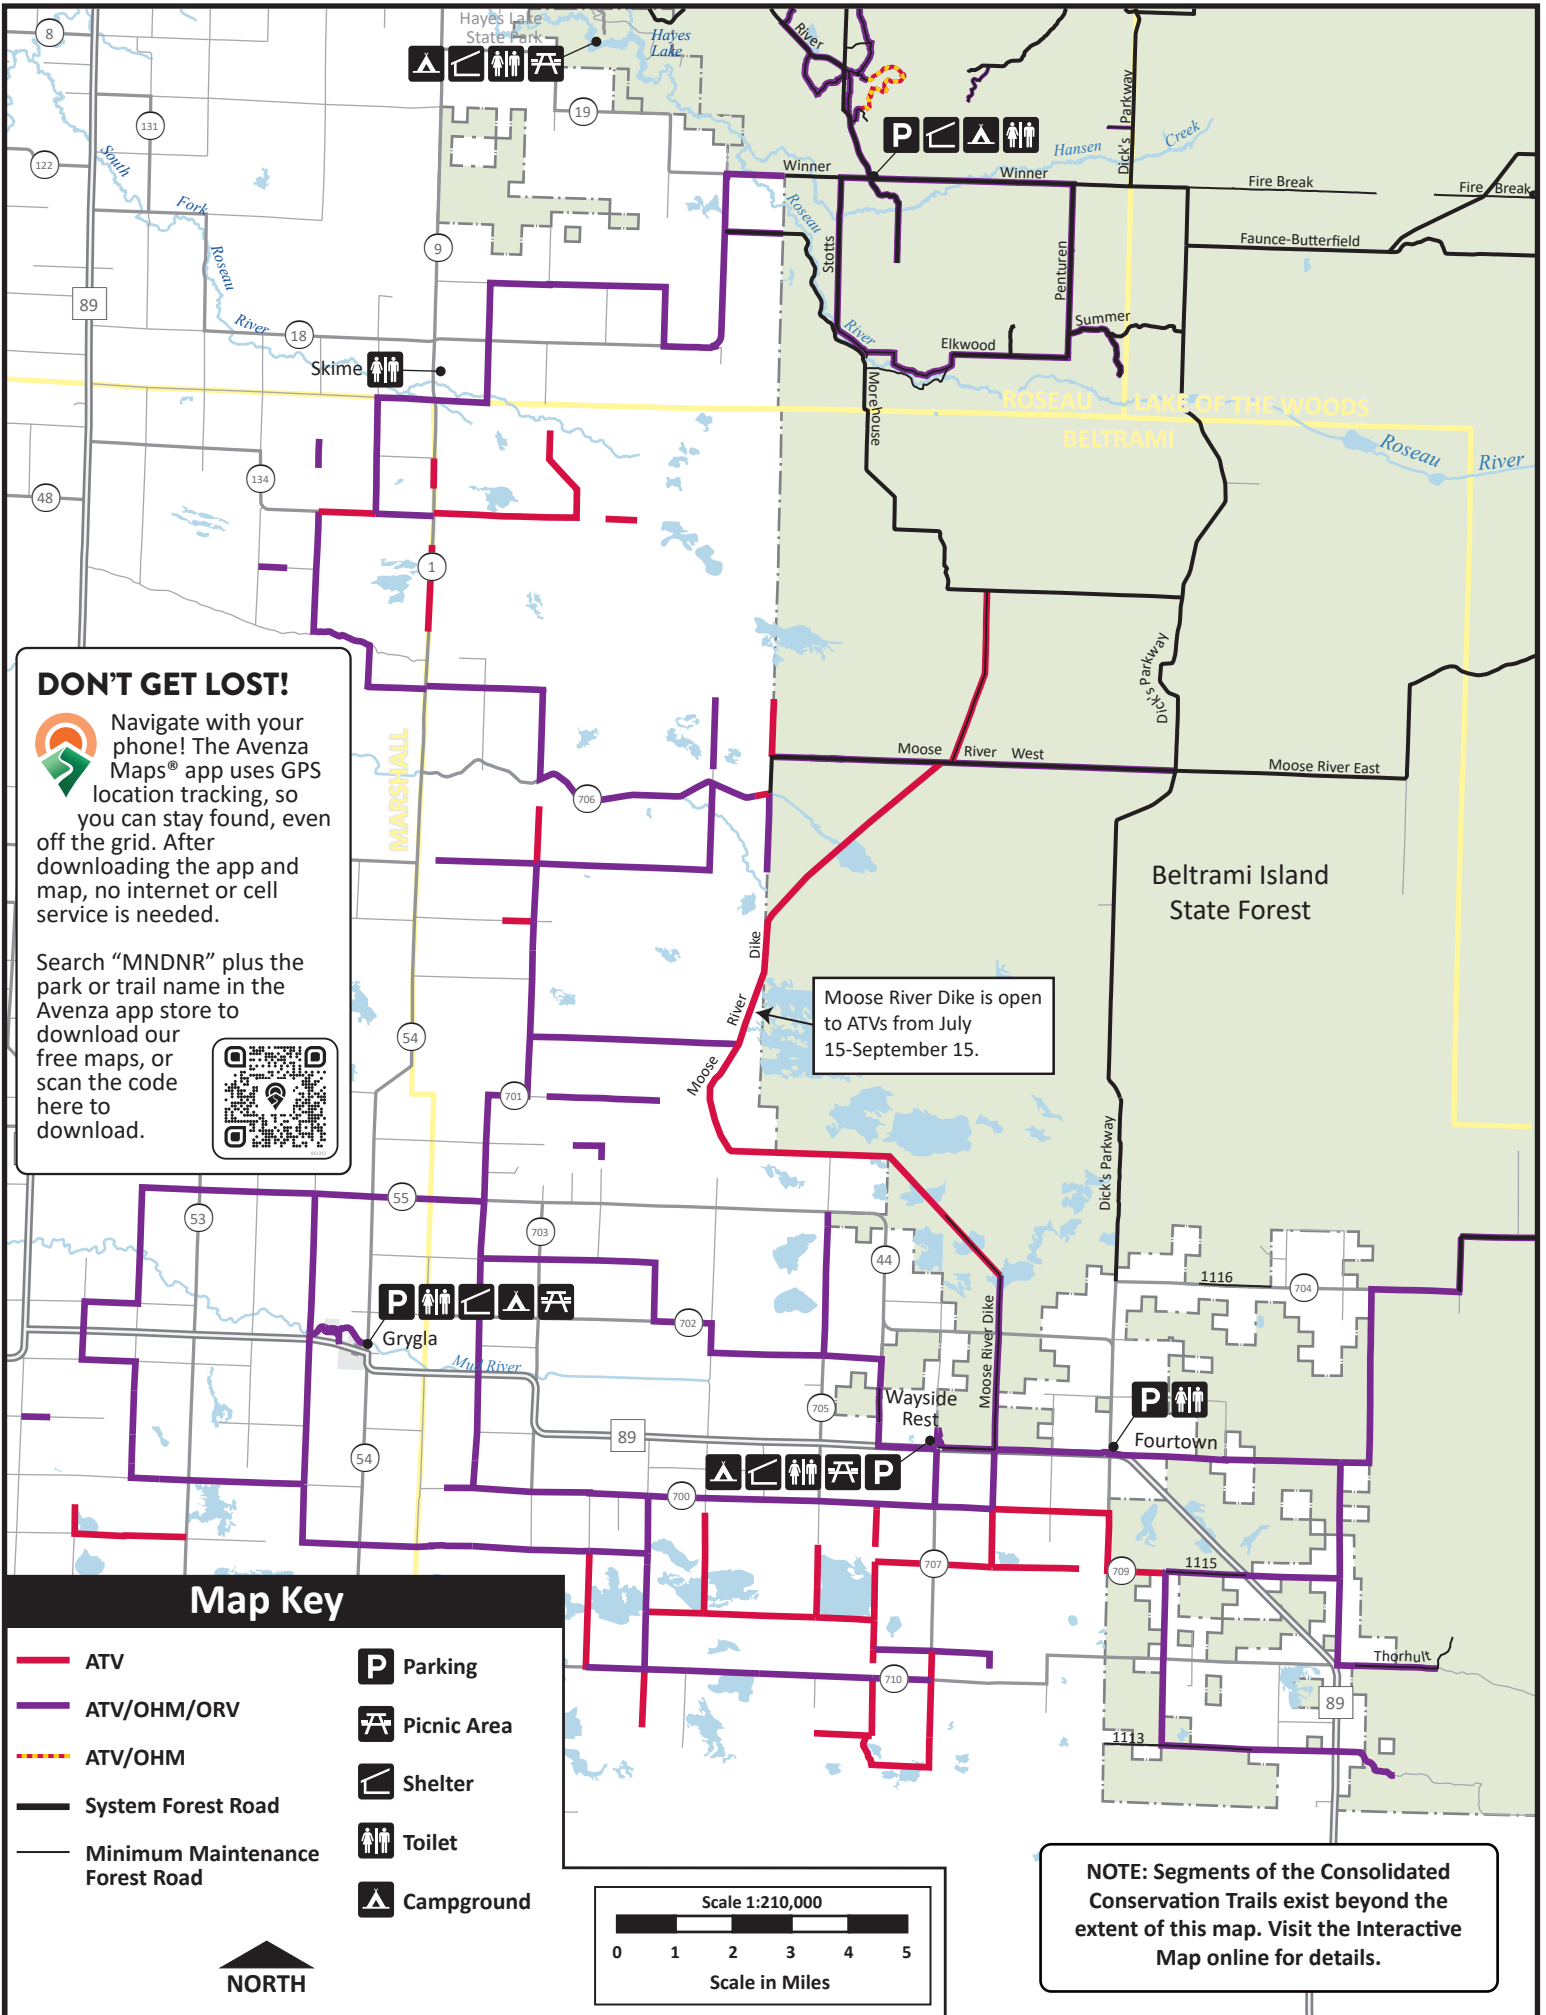 Hayes Lake
State Park
Hayes
Lake
River
8
19
131
122
South
Fork
Roseau
River
Dick's Parkway
Hansen
Creek
Winner
Winner
Fire Break
Fire Break
Roseau
Stotts
Penturen
Faunce-Butterfield
9
89
18
River
Summer
Elkwood
Skime
Morehouse
ROSEAU
LAKE OF THE WOODS
BELTRAMI
Roseau
River
134
48
1
DON'T GET LOST!
Navigate with your
phone! The Avenza
Maps® app uses GPS
location tracking, so
you can stay found, even
off the grid. After
downloading the app and
map, no internet or cell
service is needed.
Search “MNDNR” plus the
park or trail name in the
Avenza app store to
download our
free maps, or
scan the code
here to
download.
MARSHALL
Dick's Parkway
Moose River West
Moose River East
706
Beltrami Island
State Forest
Dike
River
Moose
Moose River Dike is open
to ATVs from July
15-September 15.
54
701
Dick's Parkway
55
53
703
44
1116
704
P
Grygla
702
Mud River
Moose River Dike
705
Wayside
Rest
P
Fourtown
89
54
P
700
707
709
1115
Thorhult
710
89
1113
Map Key
ATV
ATV/OHM/ORV
ATV/OHM
System Forest Road
Minimum Maintenance
Forest Road
P Parking
Picnic Area
Shelter
Toilet
Campground
NORTH
Scale 1:210,000
0 1 2 3 4 5
Scale in Miles
NOTE: Segments of the Consolidated
Conservation Trails exist beyond the
extent of this map. Visit the Interactive
Map online for details.
P